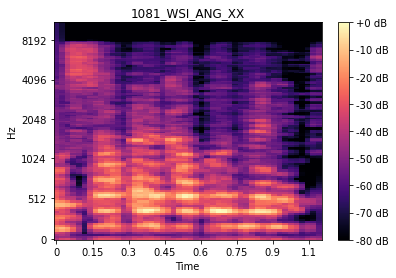 1081_WSI_ANG_XX
8192
4096
2048
1024
512
0
Hz
0 0.15 0.3 0.45 0.6 0.75 0.9 1.1
Time
+0 dB
-10 dB
-20 dB
-30 dB
-40 dB
-50 dB
-60 dB
-70 dB
-80 dB